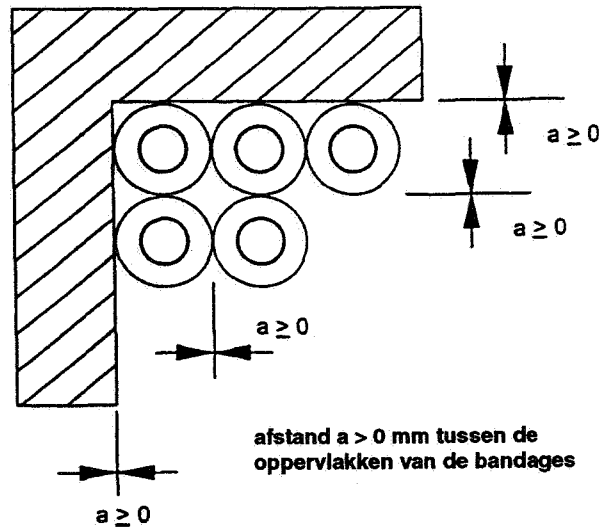 a ≥ 0
a ≥ 0
a ≥ 0
afstand a > 0 mm tussen de
oppervlakken van de bandages
a ≥ 0